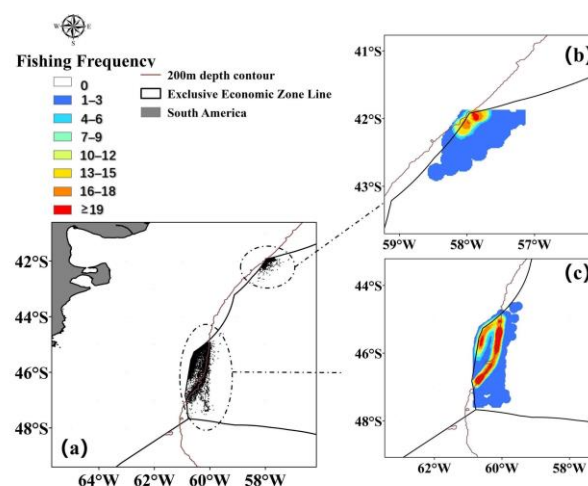 N
W
E
S
Fishing Frequency
0
1–3
4–6
7–9
10–12
13–15
16–18
≥19
200m depth contour
Exclusive Economic Zone Line
South America
42°S
44°S
46°S
48°S
(a)
64°W 62°W 60°W 58°W
(b)
41°S
42°S
43°S
59°W 58°W 57°W
(c)
44°S
46°S
48°S
62°W 60°W 58°W